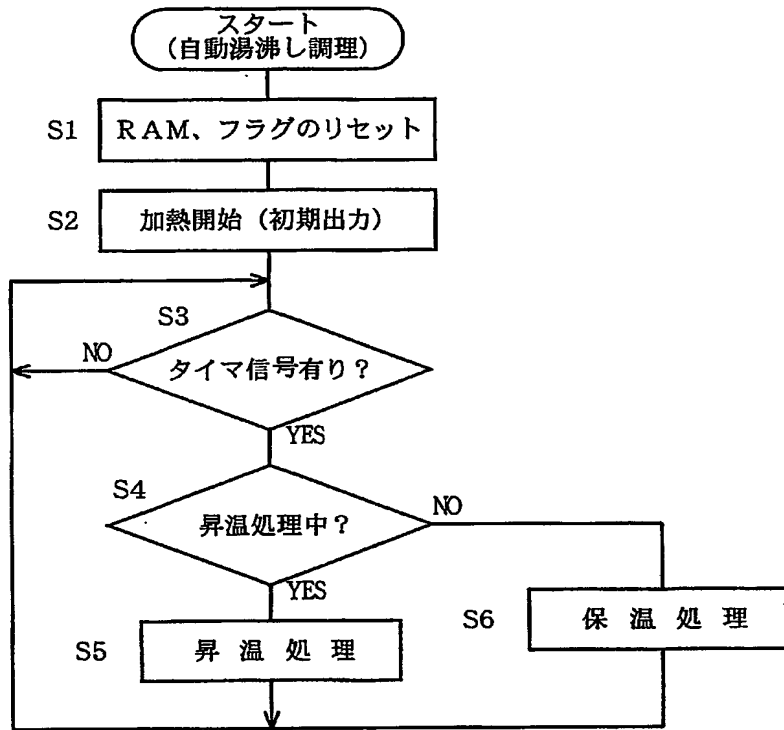 スタート
(自動湯沸し調理)
S1
RAM、フラグのリセット
S2
加熱開始(初期出力)
S3
NO
タイマ信号有り?
YES
S4
NO
昇温処理中?
YES
S5
昇温処理
S6
保温処理